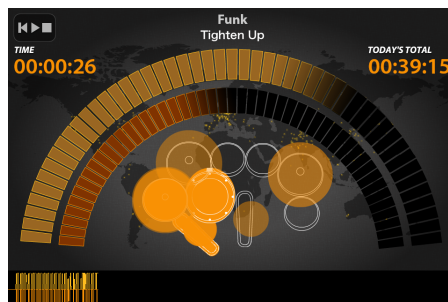 Funk
Tighten Up
TIME
00:00:26
TODAY'S TOTAL
00:39:15